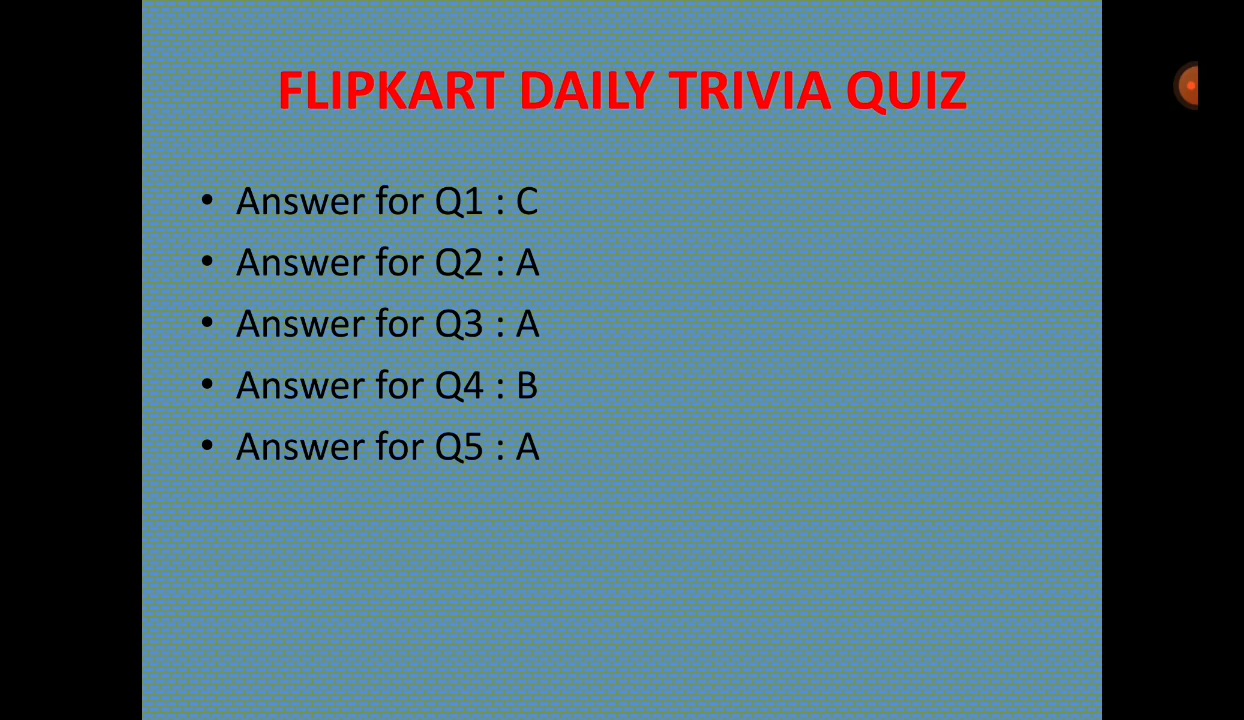 FLIPKART DAILY TRIVIA QUIZ
• Answer for Q1 : C
• Answer for Q2 : A
• Answer for Q3 : A
• Answer for Q4 : B
• Answer for Q5 : A